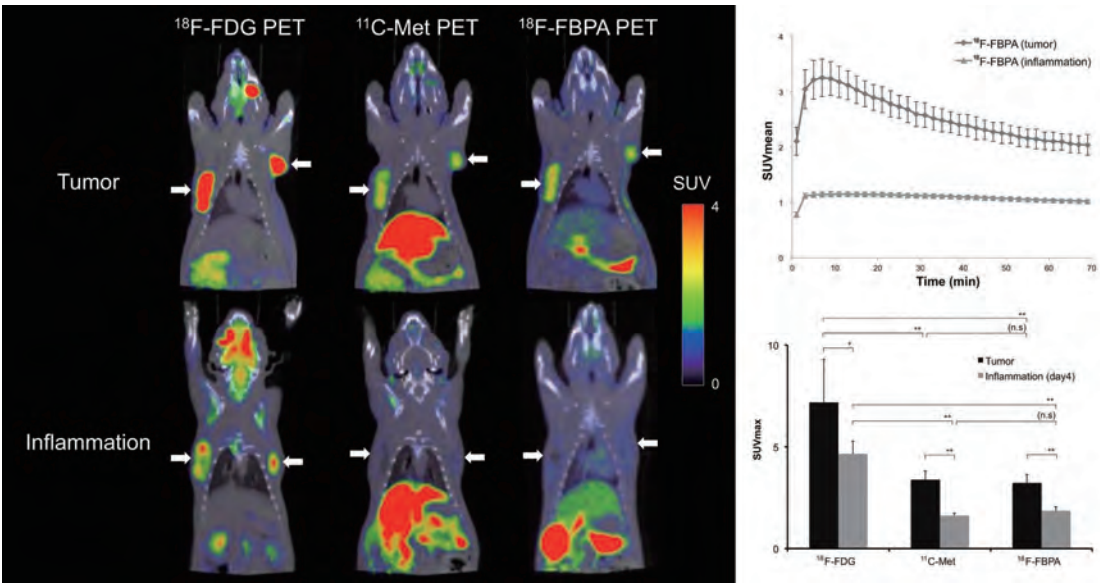 ¹⁸F-FDG PET
¹¹C-Met PET
¹⁸F-FBPA PET
Tumor
SUV
4
0
Inflammation
¹⁸F-FBPA (tumor)
¹⁸F-FBPA (inflammation)
SUVmean
4
3
2
1
0
0
10
20
30
40
50
60
70
Time (min)
**
**
(n.s)
*
Tumor
Inflammation (day4)
**
**
(n.s)
**
**
SUVmax
10
5
0
¹⁸F-FDG
¹¹C-Met
¹⁸F-FBPA